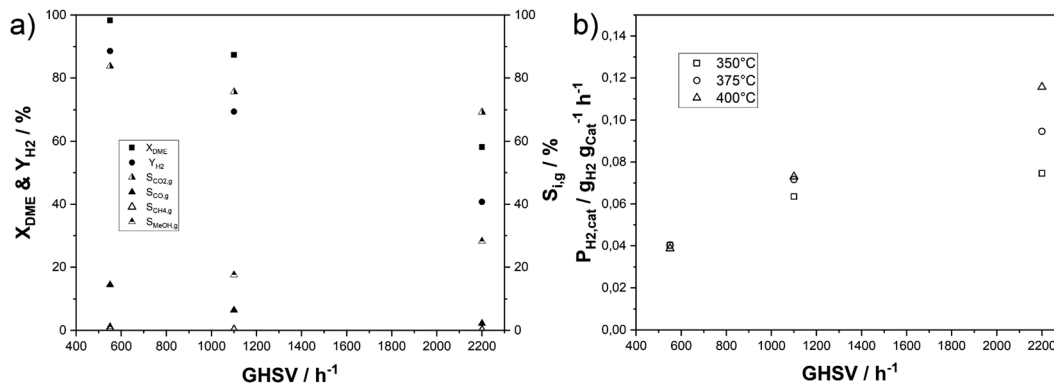 a)
100
80
60
40
20
0
X_DME & Y_H2 / %
X_DME
Y_H2
S_CO2,g
S_CO,g
S_CH4,g
S_MeOH,g
400 600 800 1000 1200 1400 1600 1800 2000 2200
GHSV / h⁻¹
100
80
60
40
20
0
S_i,g / %
b)
0,14
0,12
0,10
0,08
0,06
0,04
0,02
0,00
P_H2,cat / g_H2 g_Cat⁻¹ h⁻¹
350°C
375°C
400°C
400 600 800 1000 1200 1400 1600 1800 2000 2200
GHSV / h⁻¹